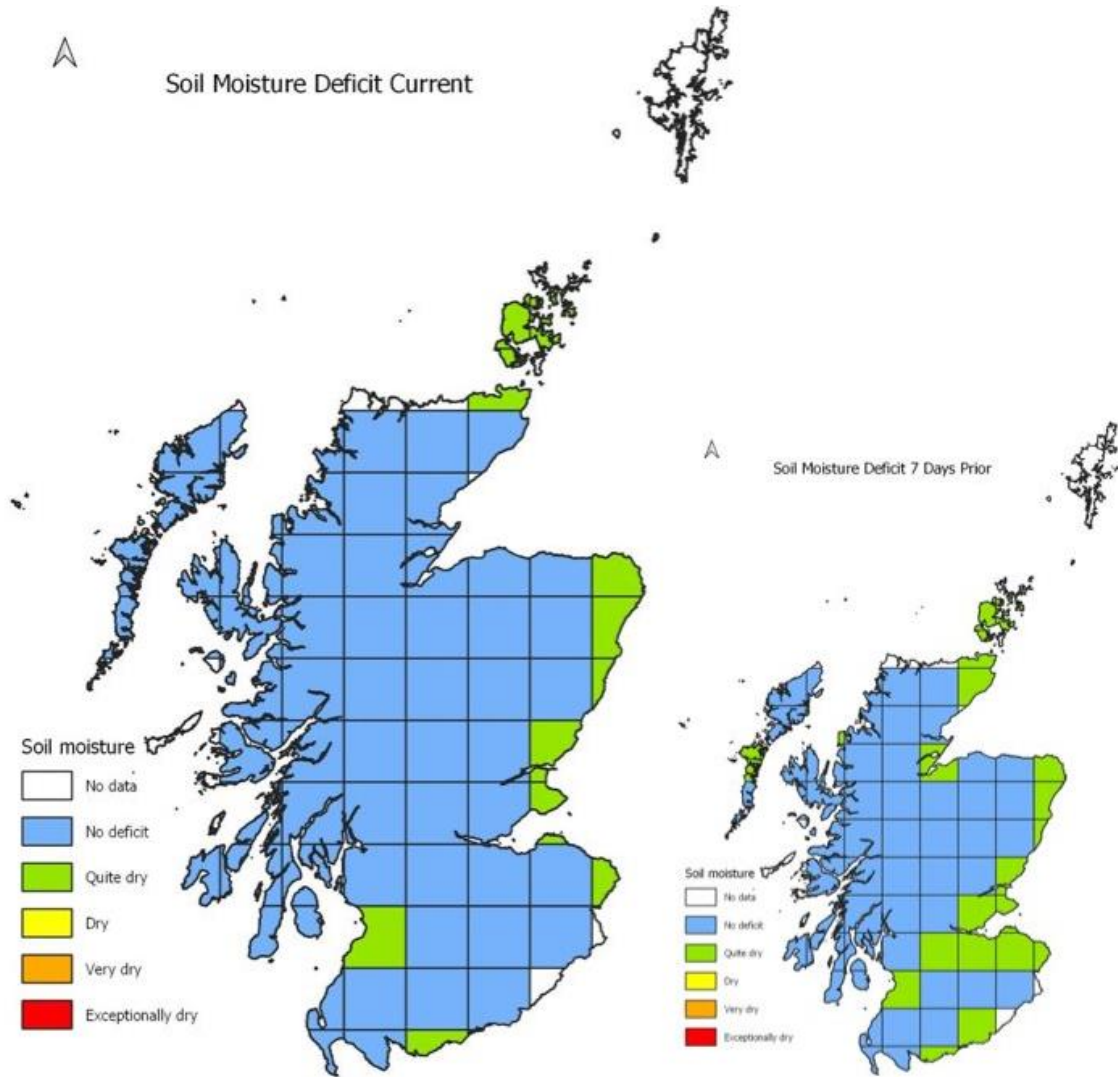 Soil Moisture Deficit Current
Soil moisture
No data
No deficit
Quite dry
Dry
Very dry
Exceptionally dry
Soil Moisture Deficit 7 Days Prior
Soil moisture
No data
No deficit
Quite dry
Dry
Very dry
Exceptionally dry